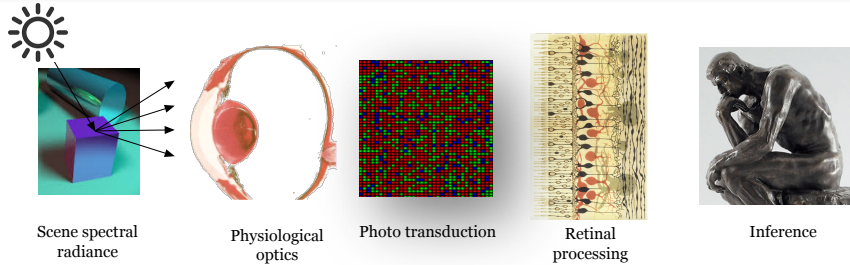 Scene spectral
radiance
Physiological
optics
Photo transduction
Retinal
processing
Inference